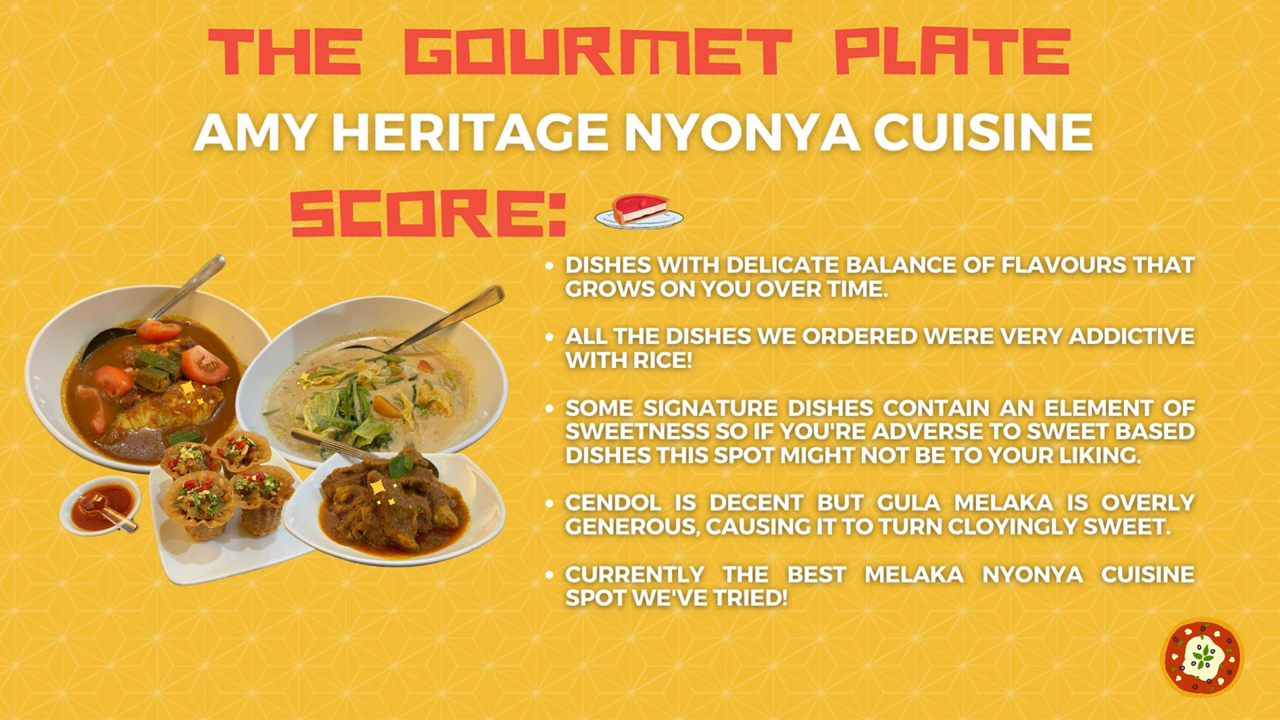 THE GOURMET PLATE
AMY HERITAGE NYONYA CUISINE
SCORE:
• DISHES WITH DELICATE BALANCE OF FLAVOURS THAT
GROWS ON YOU OVER TIME.
• ALL THE DISHES WE ORDERED WERE VERY ADDICTIVE
WITH RICE!
• SOME SIGNATURE DISHES CONTAIN AN ELEMENT OF
SWEETNESS SO IF YOU'RE ADVERSE TO SWEET BASED
DISHES THIS SPOT MIGHT NOT BE TO YOUR LIKING.
• CENDOL IS DECENT BUT GULA MELAKA IS OVERLY
GENEROUS, CAUSING IT TO TURN CLOYINGLY SWEET.
• CURRENTLY THE BEST MELAKA NYONYA CUISINE
SPOT WE'VE TRIED!